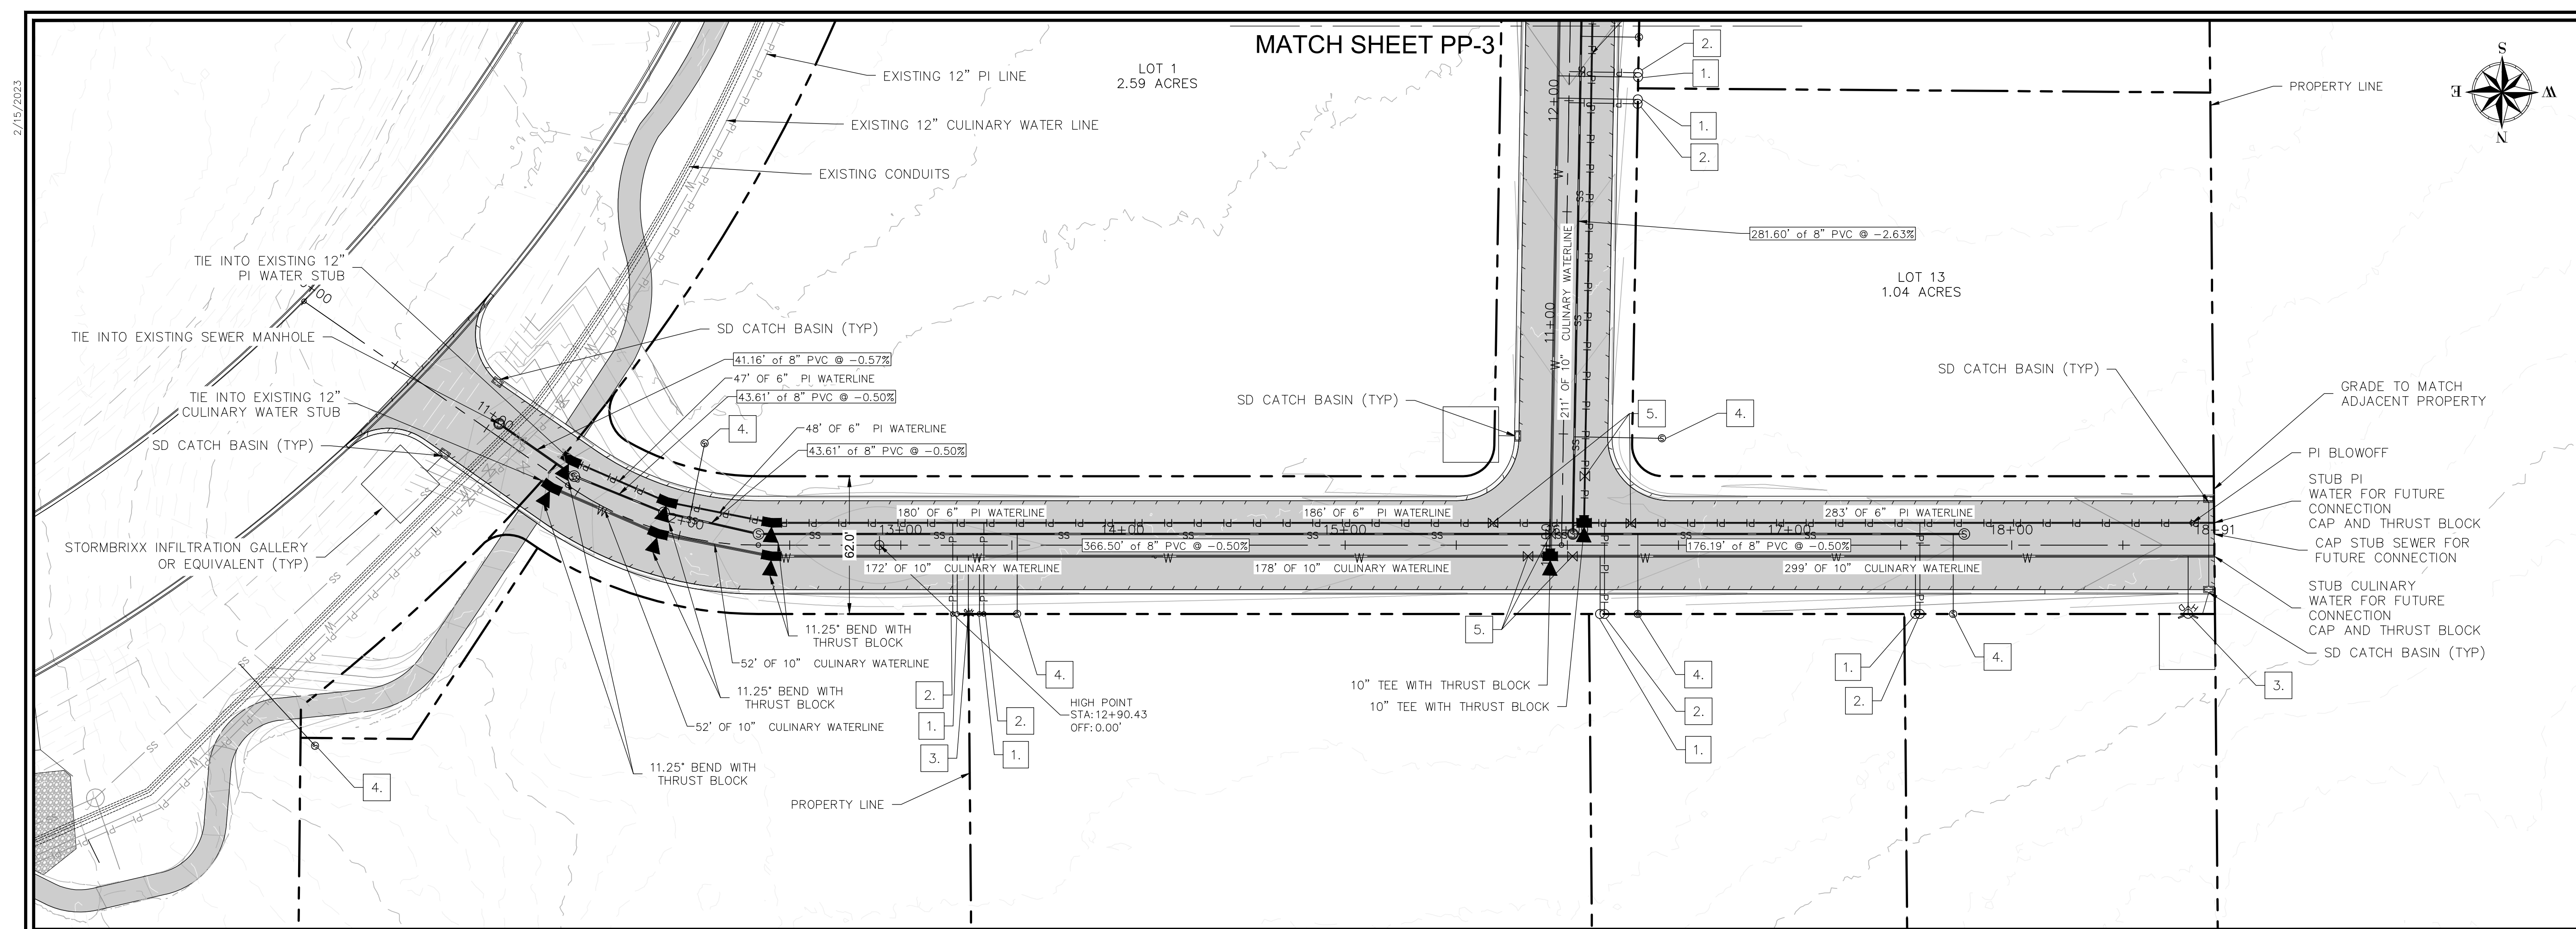 2/15/2023
MATCH SHEET PP-3
LOT 1
2.59 ACRES
EXISTING 12" PI LINE
EXISTING 12" CULINARY WATER LINE
EXISTING CONDUITS
2.
1.
1.
2.
PROPERTY LINE
S
E
W
N
12+00
281.60' of 8" PVC @ -2.63%
LOT 13
1.04 ACRES
211' OF 10" CULINARY WATERLINE
11+00
TIE INTO EXISTING 12"
PI WATER STUB
TIE INTO EXISTING SEWER MANHOLE
TIE INTO EXISTING 12"
CULINARY WATER STUB
SD CATCH BASIN (TYP)
STORMBRIXX INFILTRATION GALLERY
OR EQUIVALENT (TYP)
SD CATCH BASIN (TYP)
41.16' of 8" PVC @ -0.57%
47' OF 6" PI WATERLINE
43.61' of 8" PVC @ -0.50%
4.
48' OF 6" PI WATERLINE
43.61' of 8" PVC @ -0.50%
11+00
62.0'
SD CATCH BASIN (TYP)
5.
4.
SD CATCH BASIN (TYP)
GRADE TO MATCH
ADJACENT PROPERTY
PI BLOWOFF
STUB PI
WATER FOR FUTURE
CONNECTION
CAP AND THRUST BLOCK
CAP STUB SEWER FOR
FUTURE CONNECTION
STUB CULINARY
WATER FOR FUTURE
CONNECTION
CAP AND THRUST BLOCK
SD CATCH BASIN (TYP)
180' OF 6" PI WATERLINE
186' OF 6" PI WATERLINE
283' OF 6" PI WATERLINE
13+00
14+00
15+00
17+00
18+00
18+91
366.50' of 8" PVC @ -0.50%
176.19' of 8" PVC @ -0.50%
172' OF 10" CULINARY WATERLINE
178' OF 10" CULINARY WATERLINE
299' OF 10" CULINARY WATERLINE
11.25° BEND WITH
THRUST BLOCK
52' OF 10" CULINARY WATERLINE
11.25° BEND WITH
THRUST BLOCK
52' OF 10" CULINARY WATERLINE
11.25° BEND WITH
THRUST BLOCK
4.
2.
1.
3.
4.
2.
1.
HIGH POINT
STA:12+90.43
OFF:0.00'
PROPERTY LINE
5.
10" TEE WITH THRUST BLOCK
10" TEE WITH THRUST BLOCK
4.
2.
1.
1.
2.
4.
3.